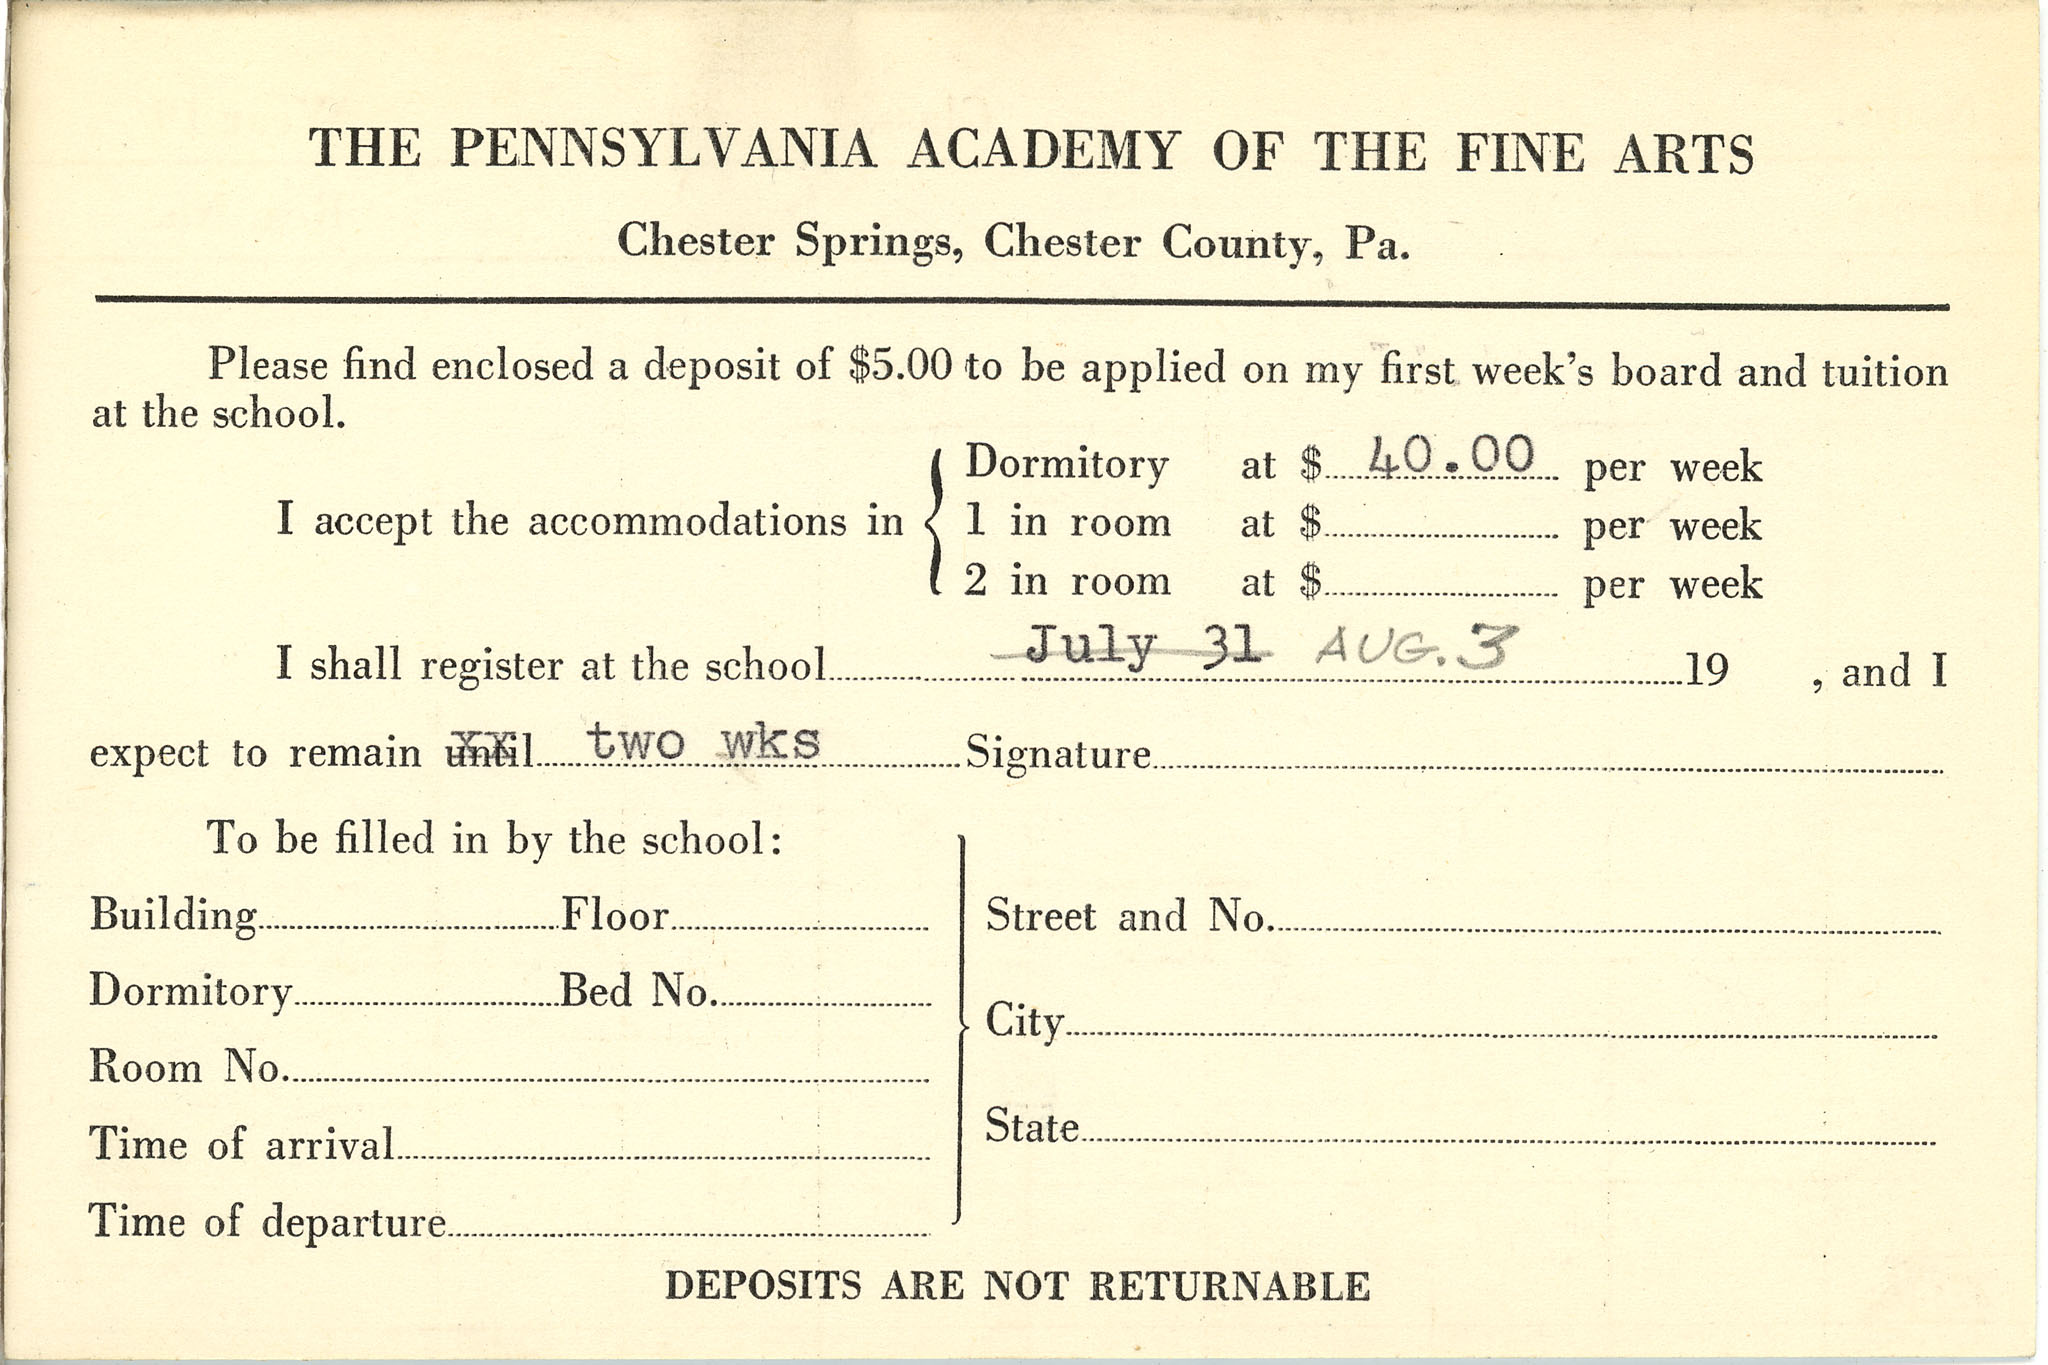 THE PENNSYLVANIA ACADEMY OF THE FINE ARTS
Chester Springs, Chester County, Pa.
Please find enclosed a deposit of $5.00 to be applied on my first week's board and tuition
at the school.
Dormitory at $ 40.00 per week
I accept the accommodations in { 1 in room at $ per week
2 in room at $ per week
I shall register at the school July 31 AUG. 3 19 , and I
expect to remain until two wks Signature
To be filled in by the school:
Building Floor
Street and No.
Dormitory Bed No.
City
Room No.
Time of arrival
State
Time of departure
DEPOSITS ARE NOT RETURNABLE